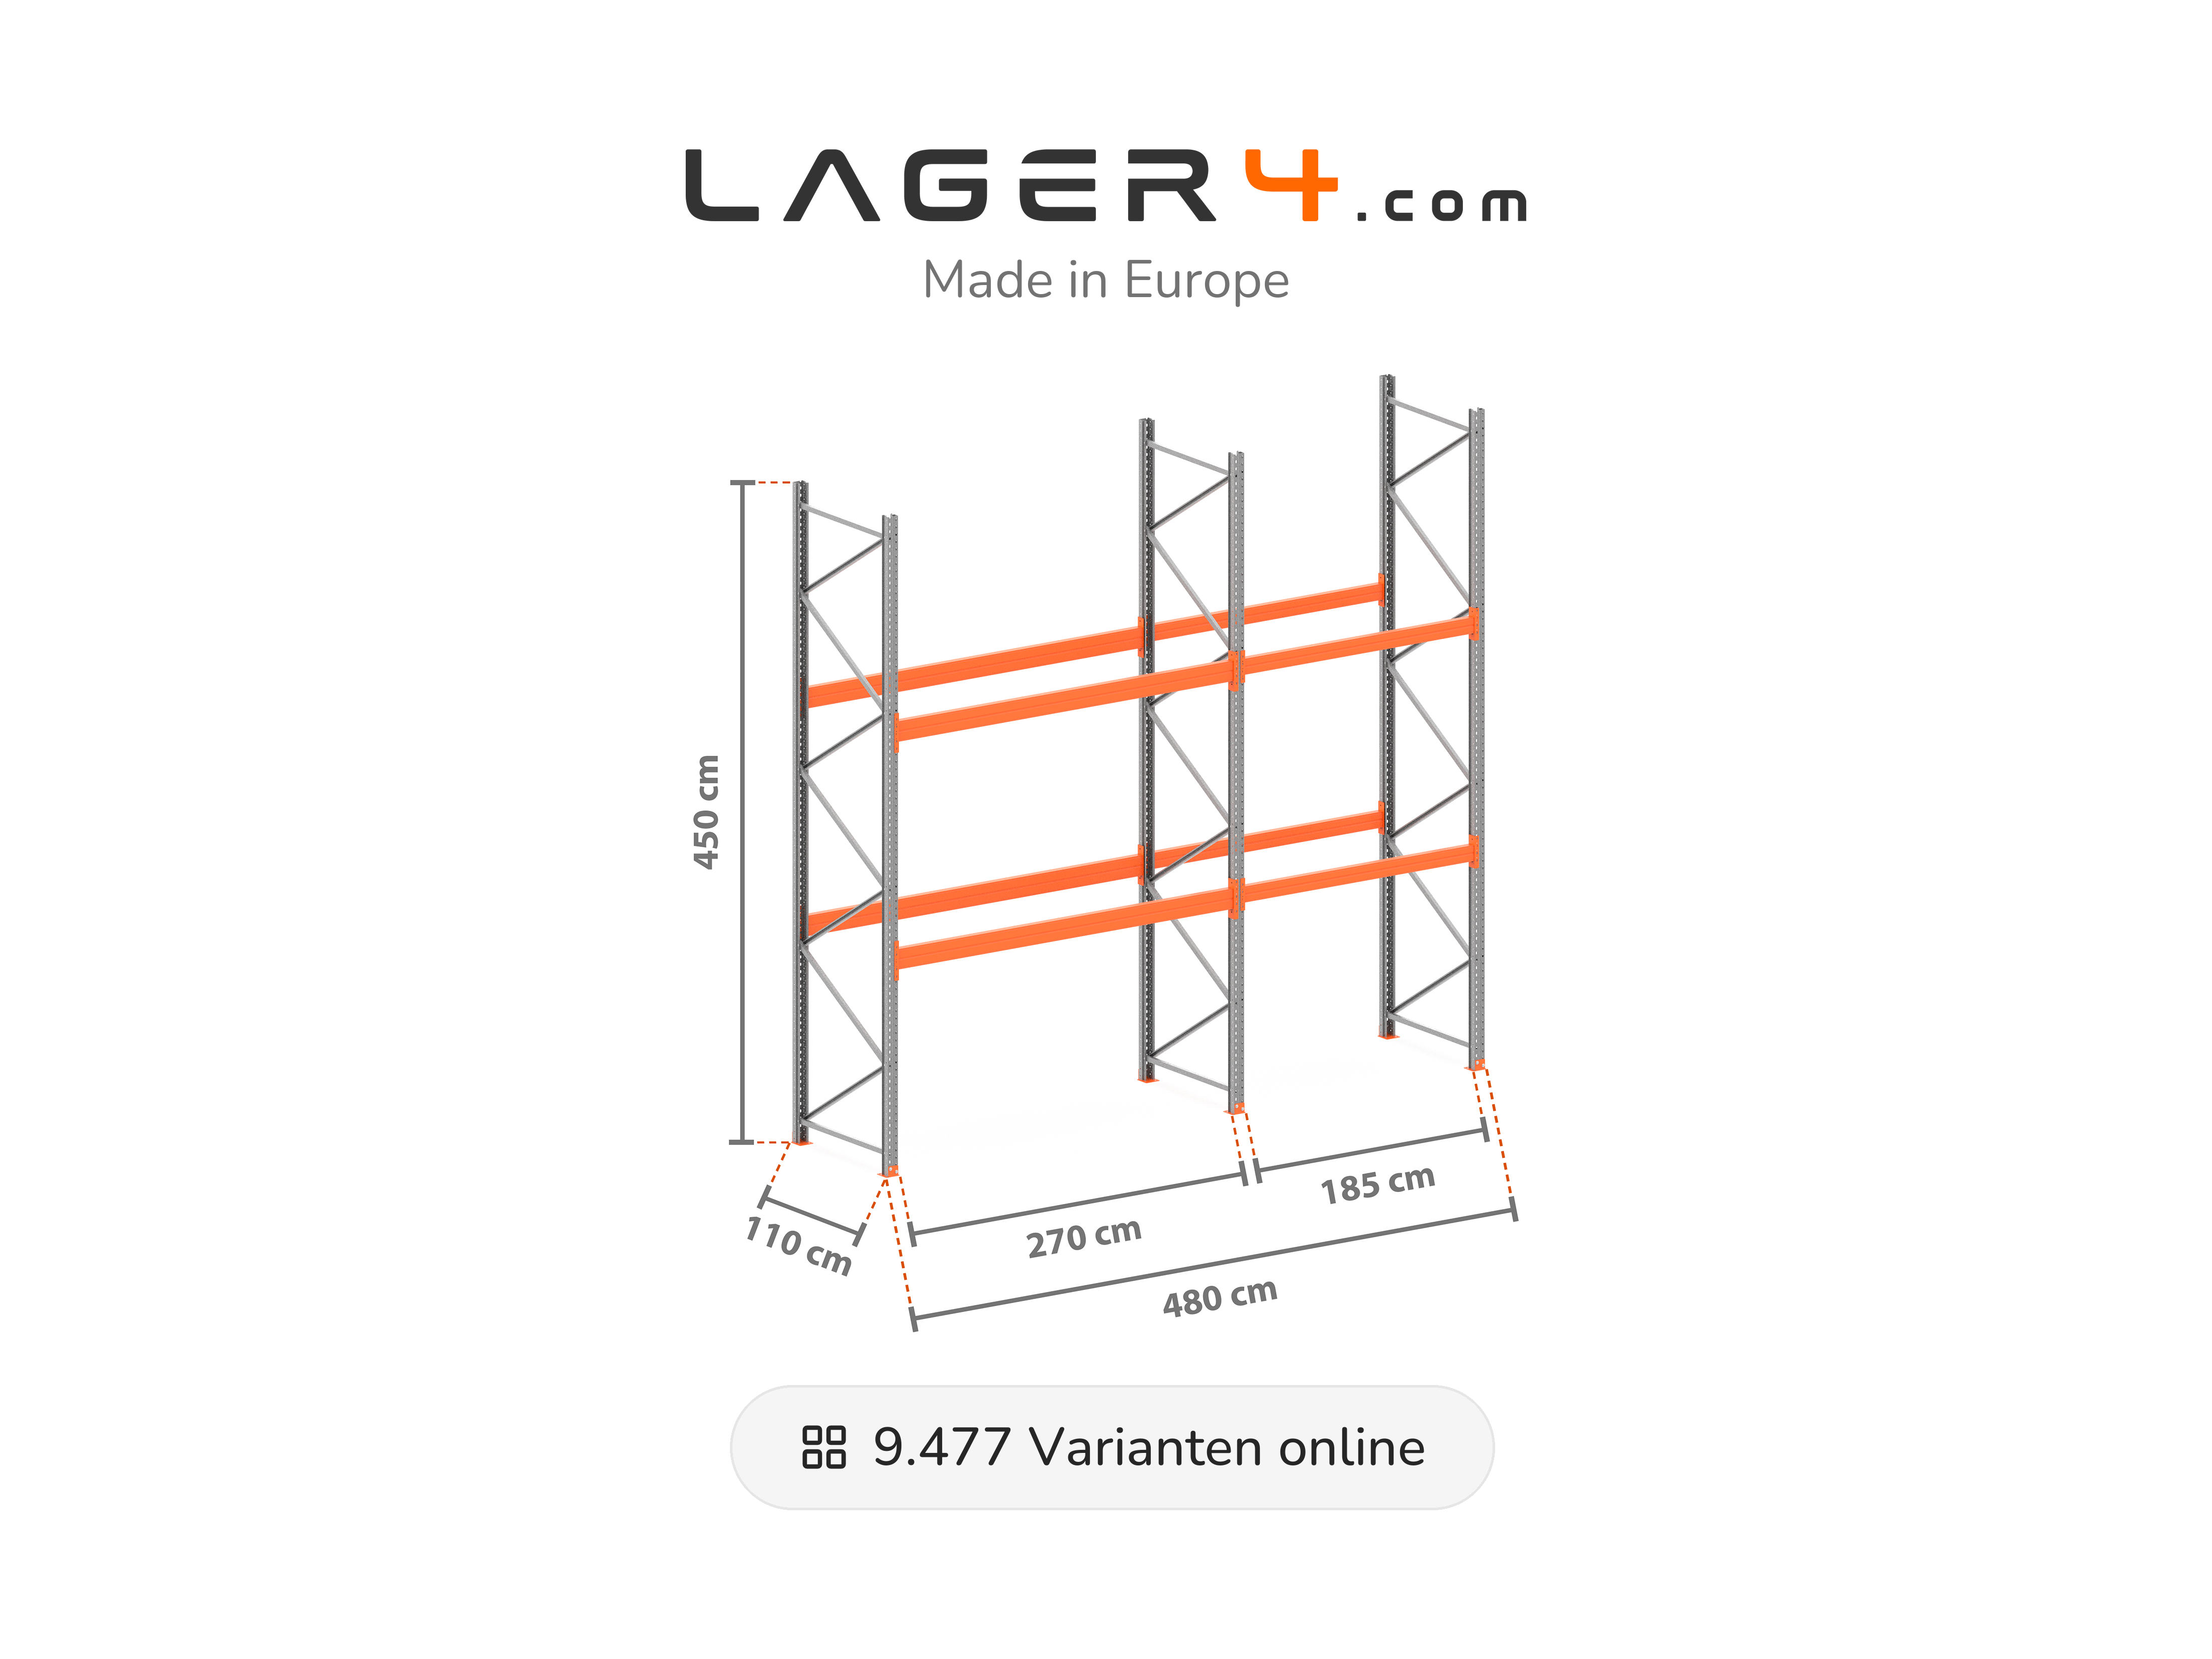 LAGER4.com
Made in Europe
450 cm
110 cm
270 cm
185 cm
480 cm
9.477 Varianten online